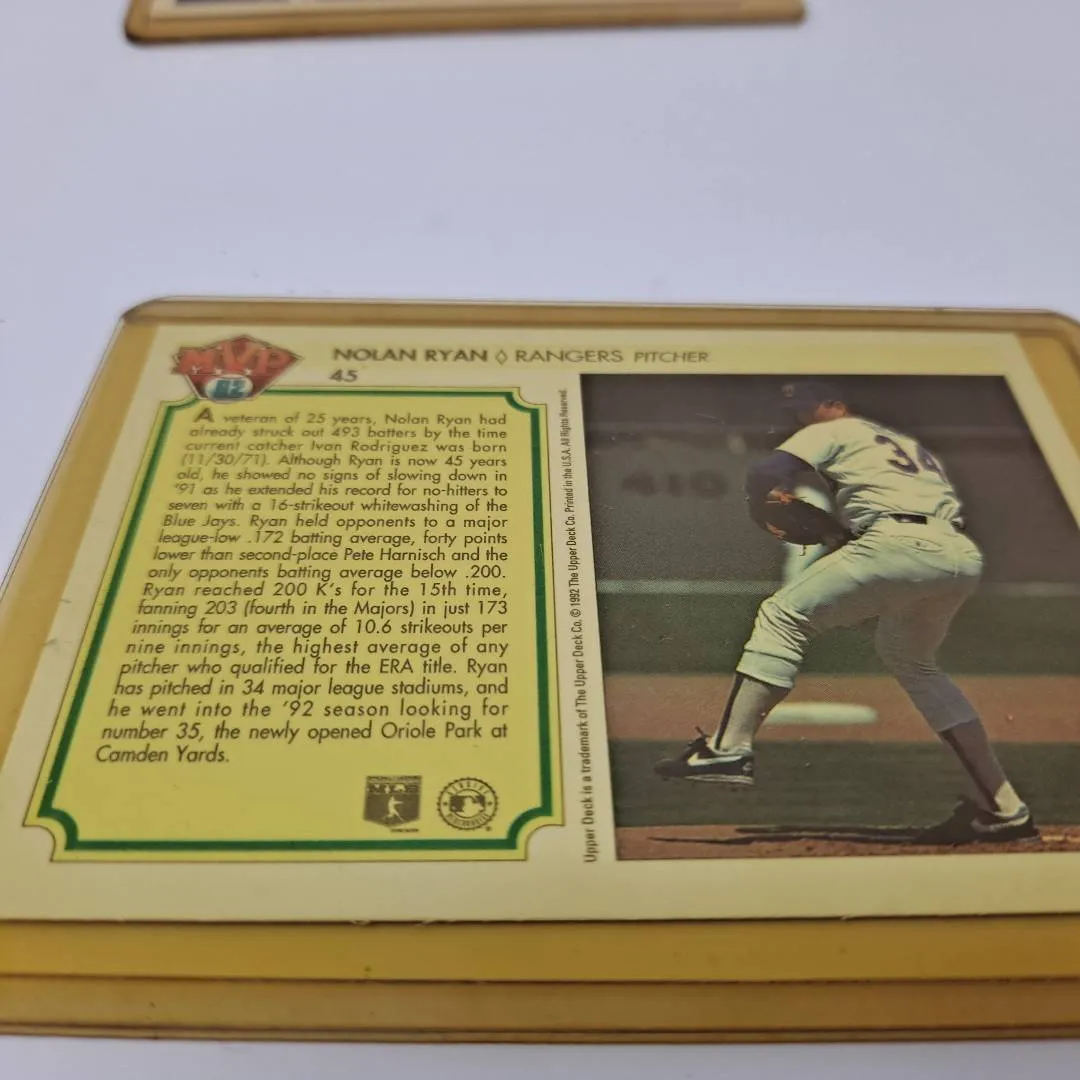 MVP
92
NOLAN RYAN ◊ RANGERS PITCHER
45
A veteran of 25 years, Nolan Ryan had
already struck out 493 batters by the time
current catcher Ivan Rodriguez was born
(11/30/71). Although Ryan is now 45 years
old, he showed no signs of slowing down in
'91 as he extended his record for no-hitters to
seven with a 16-strikeout whitewashing of the
Blue Jays. Ryan held opponents to a major
league-low .172 batting average, forty points
lower than second-place Pete Harnisch and the
only opponents batting average below .200.
Ryan reached 200 K's for the 15th time,
fanning 203 (fourth in the Majors) in just 173
innings for an average of 10.6 strikeouts per
nine innings, the highest average of any
pitcher who qualified for the ERA title. Ryan
has pitched in 34 major league stadiums, and
he went into the '92 season looking for
number 35, the newly opened Oriole Park at
Camden Yards.
Upper Deck is a trademark of The Upper Deck Co. © 1992 The Upper Deck Co. Printed in the U.S.A. All Rights Reserved.
410
34